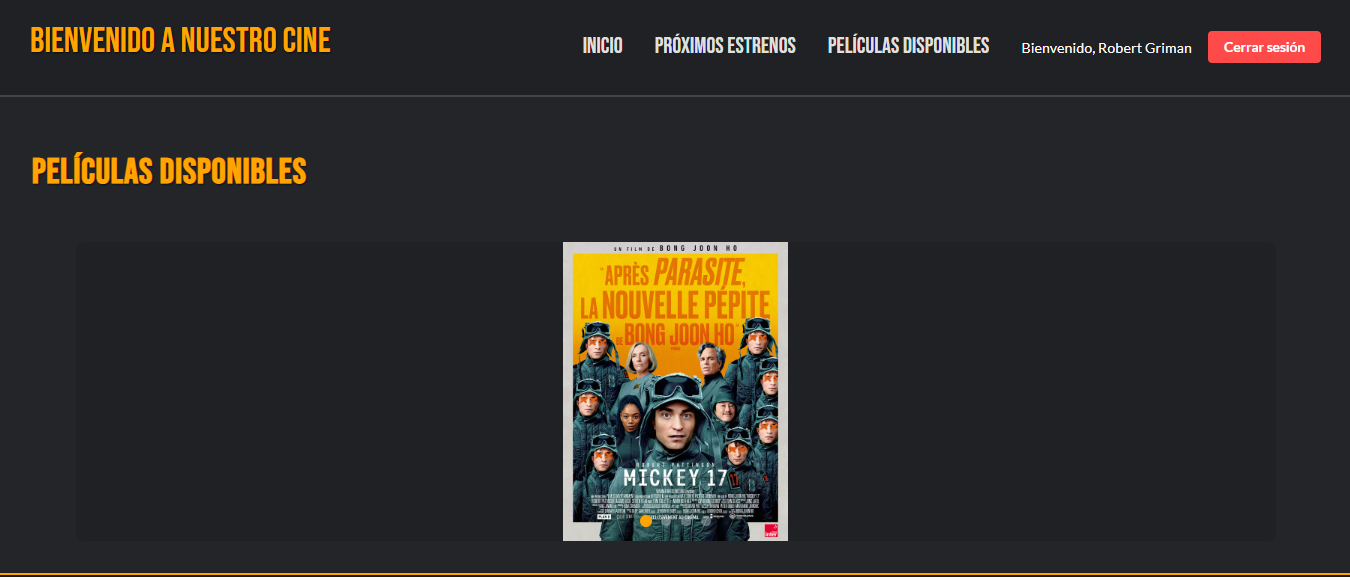 BIENVENIDO A NUESTRO CINE
INICIO
PRÓXIMOS ESTRENOS
PELÍCULAS DISPONIBLES
Bienvenido, Robert Griman
Cerrar sesión
PELÍCULAS DISPONIBLES
UN FILM DE BONG JOON HO
"APRÈS PARASITE,
LA NOUVELLE PÉPITE
DE BONG JOON HO"
ROBERT PATTINSON
MICKEY 17